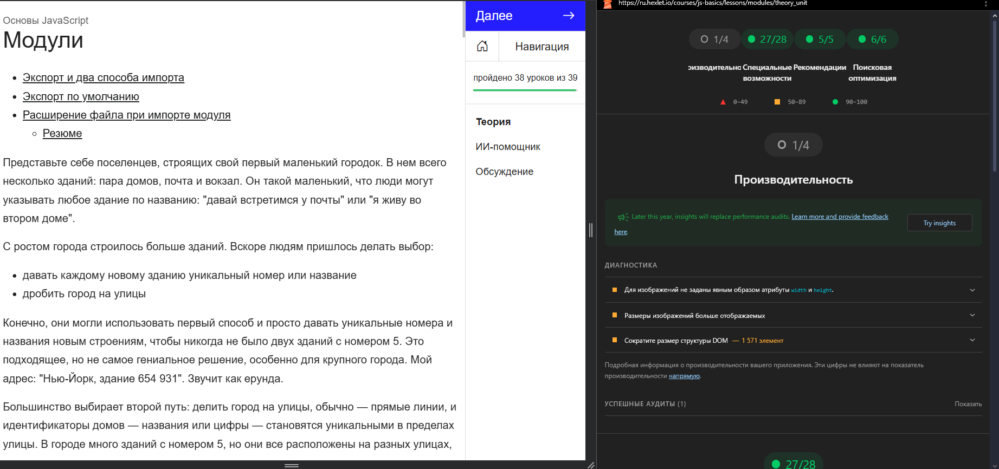 Основы JavaScript
Модули
Экспорт и два способа импорта
Экспорт по умолчанию
Расширение файла при импорте модуля
Резюме
Представьте себе поселенцев, строящих свой первый маленький городок. В нем всего
несколько зданий: пара домов, почта и вокзал. Он такой маленький, что люди могут
указывать любое здание по названию: "давай встретимся у почты" или "я живу во
втором доме".
С ростом города строилось больше зданий. Вскоре людям пришлось делать выбор:
давать каждому новому зданию уникальный номер или название
дробить город на улицы
Конечно, они могли использовать первый способ и просто давать уникальные номера и
названия новым строениям, чтобы никогда не было двух зданий с номером 5. Это
подходящее, но не самое гениальное решение, особенно для крупного города. Мой
адрес: "Нью-Йорк, здание 654 931". Звучит как ерунда.
Большинство выбирает второй путь: делить город на улицы, обычно — прямые линии, и
идентификаторы домов — названия или цифры — становятся уникальными в пределах
улицы. В городе много зданий с номером 5, но они все расположены на разных улицах,
Далее
Навигация
пройдено 38 уроков из 39
Теория
ИИ-помощник
Обсуждение
https://ru.hexlet.io/courses/js-basics/lessons/modules/theory_unit
1/4 27/28 5/5 6/6
оизводительно Специальные Рекомендации Поисковая
возможности оптимизация
0–49 50–89 90–100
1/4
Производительность
Later this year, insights will replace performance audits. Learn more and provide feedback
here.
Try insights
ДИАГНОСТИКА
Для изображений не заданы явным образом атрибуты width и height.
Размеры изображений больше отображаемых
Сократите размер структуры DOM — 1 571 элемент
Подробная информация о производительности вашего приложения. Эти цифры не влияют на показатель
производительности напрямую.
УСПЕШНЫЕ АУДИТЫ (1) Показать
27/28